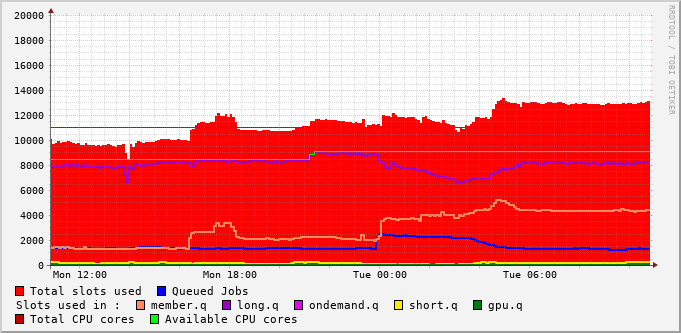 RRDTOOL / TOBI OETIKER
20000
18000
16000
14000
12000
10000
8000
6000
4000
2000
0
Mon 12:00 Mon 18:00 Tue 00:00 Tue 06:00
Total slots used Queued Jobs
Slots used in : member.q long.q ondemand.q short.q gpu.q
Total CPU cores Available CPU cores